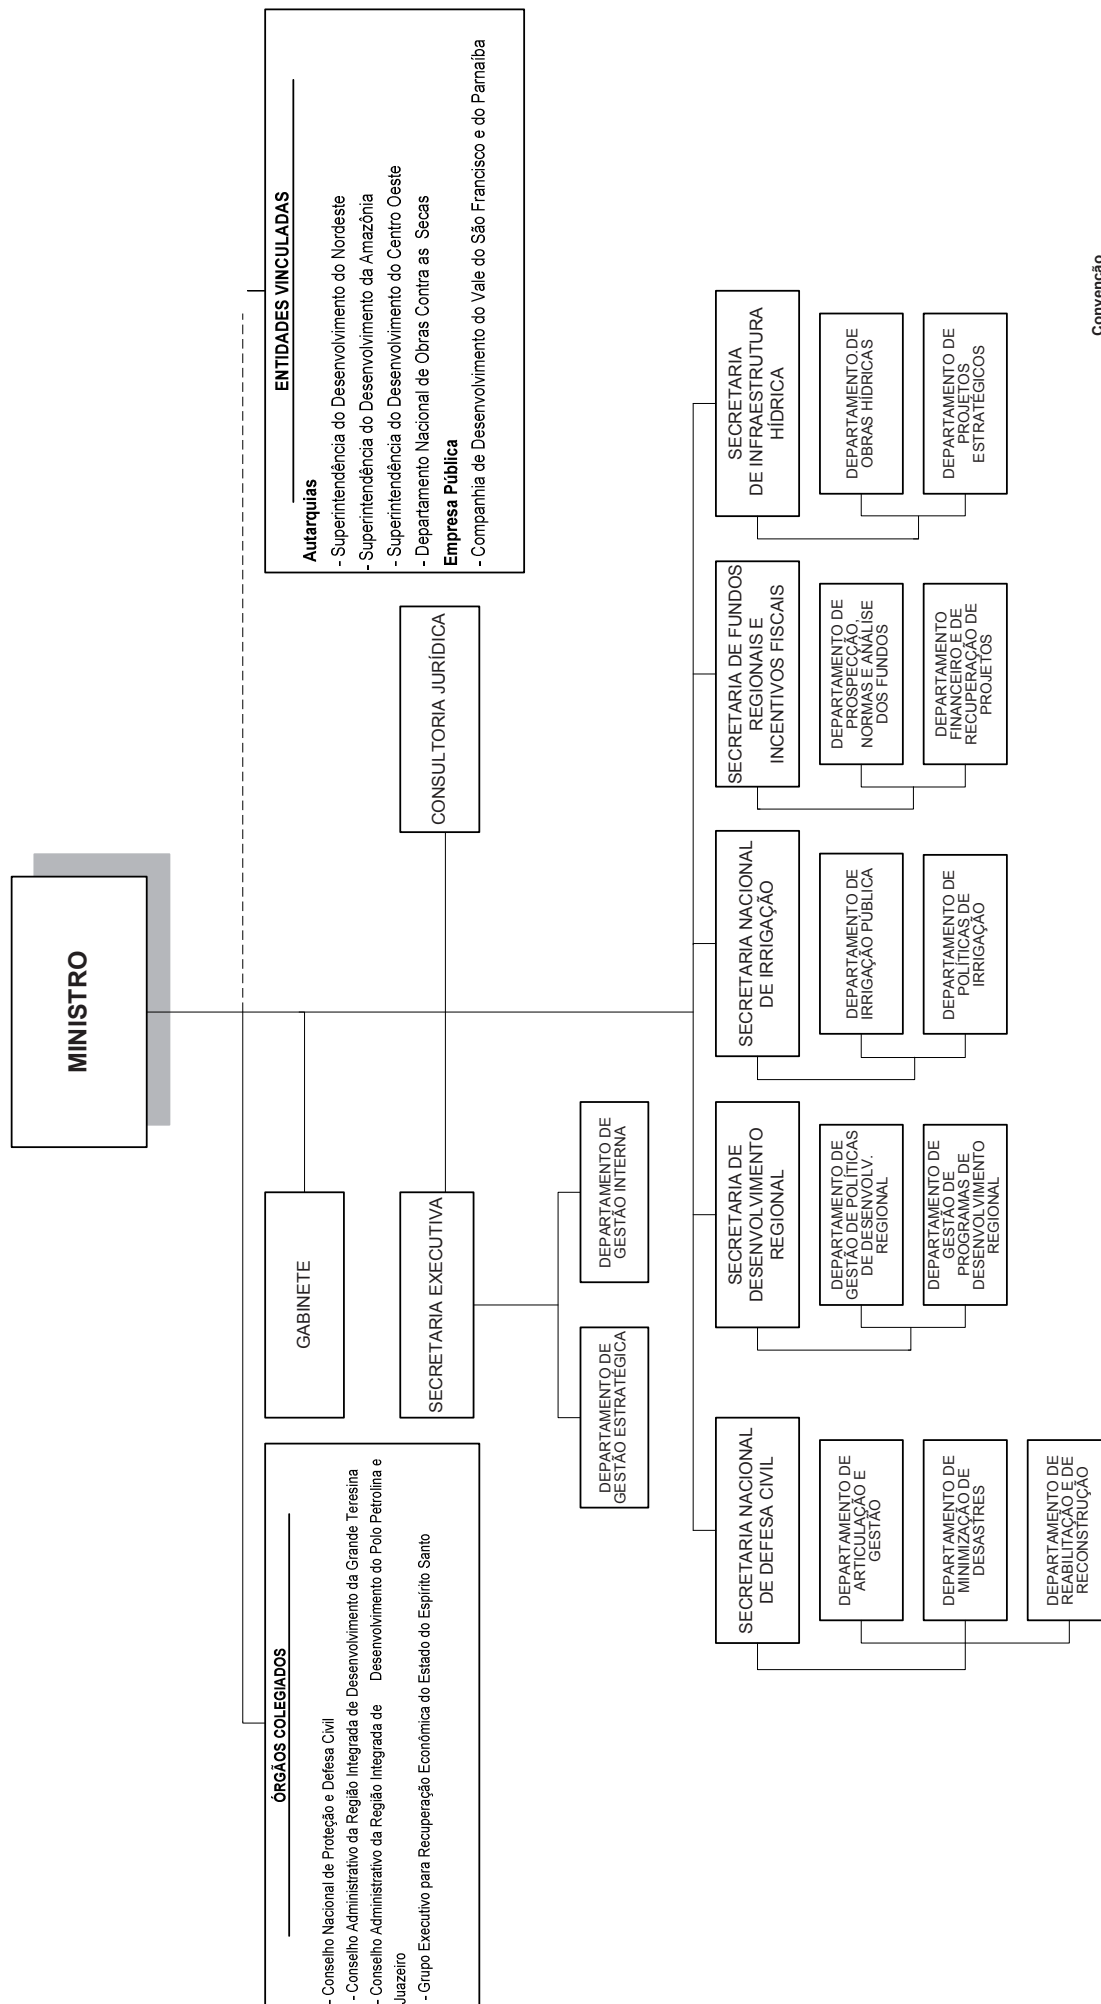 MINISTRO
ÓRGÃOS COLEGIADOS
- Conselho Nacional de Proteção e Defesa Civil
- Conselho Administrativo da Região Integrada de Desenvolvimento da Grande Teresina
- Conselho Administrativo da Região Integrada de Desenvolvimento do Polo Petrolina e
Juazeiro
- Grupo Executivo para Recuperação Econômica do Estado do Espírito Santo
GABINETE
ENTIDADES VINCULADAS
Autarquias
- Superintendência do Desenvolvimento do Nordeste
- Superintendência do Desenvolvimento da Amazônia
- Superintendência do Desenvolvimento do Centro Oeste
- Departamento Nacional de Obras Contra as Secas
Empresa Pública
- Companhia de Desenvolvimento do Vale do São Francisco e do Parnaíba
SECRETARIA EXECUTIVA
CONSULTORIA JURÍDICA
DEPARTAMENTO DE
GESTÃO ESTRATÉGICA
DEPARTAMENTO DE
GESTÃO INTERNA
SECRETARIA NACIONAL
DE DEFESA CIVIL
DEPARTAMENTO DE
ARTICULAÇÃO E
GESTÃO
DEPARTAMENTO DE
MINIMIZAÇÃO DE
DESASTRES
DEPARTAMENTO DE
REABILITAÇÃO E DE
RECONSTRUÇÃO
SECRETARIA DE
DESENVOLVIMENTO
REGIONAL
DEPARTAMENTO DE
GESTÃO DE POLÍTICAS
DE DESENVOLV.
REGIONAL
DEPARTAMENTO DE
GESTÃO DE
PROGRAMAS DE
DESENVOLVIMENTO
REGIONAL
SECRETARIA NACIONAL
DE IRRIGAÇÃO
DEPARTAMENTO DE
IRRIGAÇÃO PÚBLICA
DEPARTAMENTO DE
POLÍTICAS DE
IRRIGAÇÃO
SECRETARIA DE FUNDOS
REGIONAIS E
INCENTIVOS FISCAIS
DEPARTAMENTO DE
PROSPECÇÃO,
NORMAS E ANÁLISE
DOS FUNDOS
DEPARTAMENTO
FINANCEIRO E DE
RECUPERAÇÃO DE
PROJETOS
SECRETARIA
DE INFRAESTRUTURA
HÍDRICA
DEPARTAMENTO.DE
OBRAS HÍDRICAS
DEPARTAMENTO DE
PROJETOS
ESTRATÉGICOS
Convenção